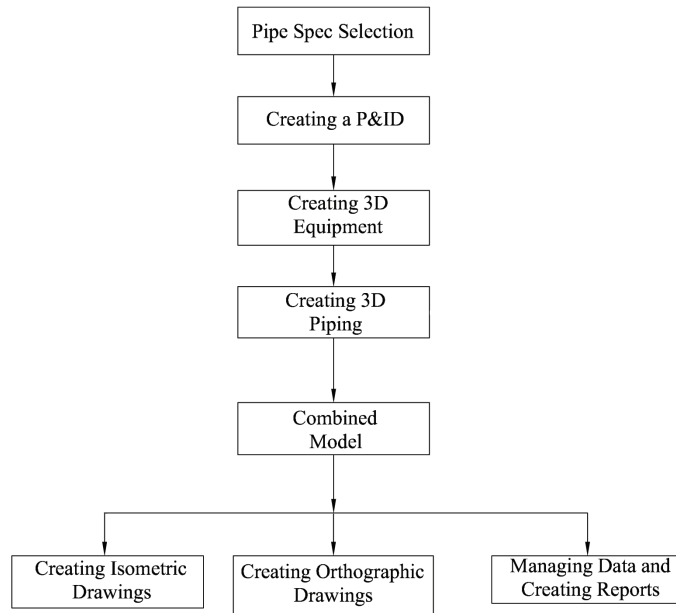 Pipe Spec Selection
Creating a P&ID
Creating 3D
Equipment
Creating 3D
Piping
Combined
Model
Creating Isometric
Drawings
Creating Orthographic
Drawings
Managing Data and
Creating Reports